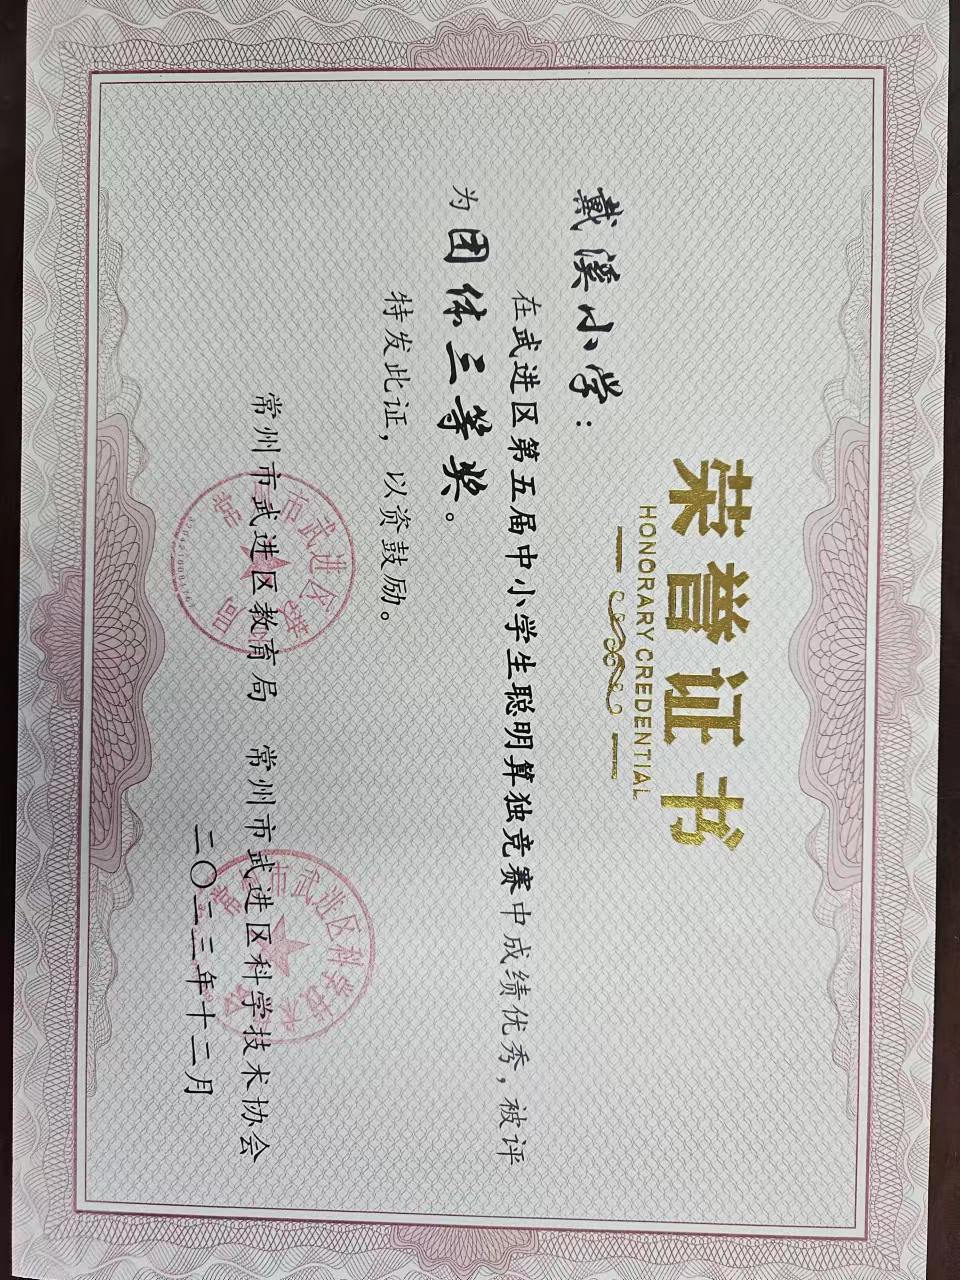 荣誉证书
HONORARY CREDENTIAL
戴溪小学：
在武进区第五届中小学生聪明算独竞赛中成绩优秀，被评
为团体三等奖。
特发此证，以资鼓励。
常州市武进区教育局 常州市武进区科学技术协会
二〇二三年十二月